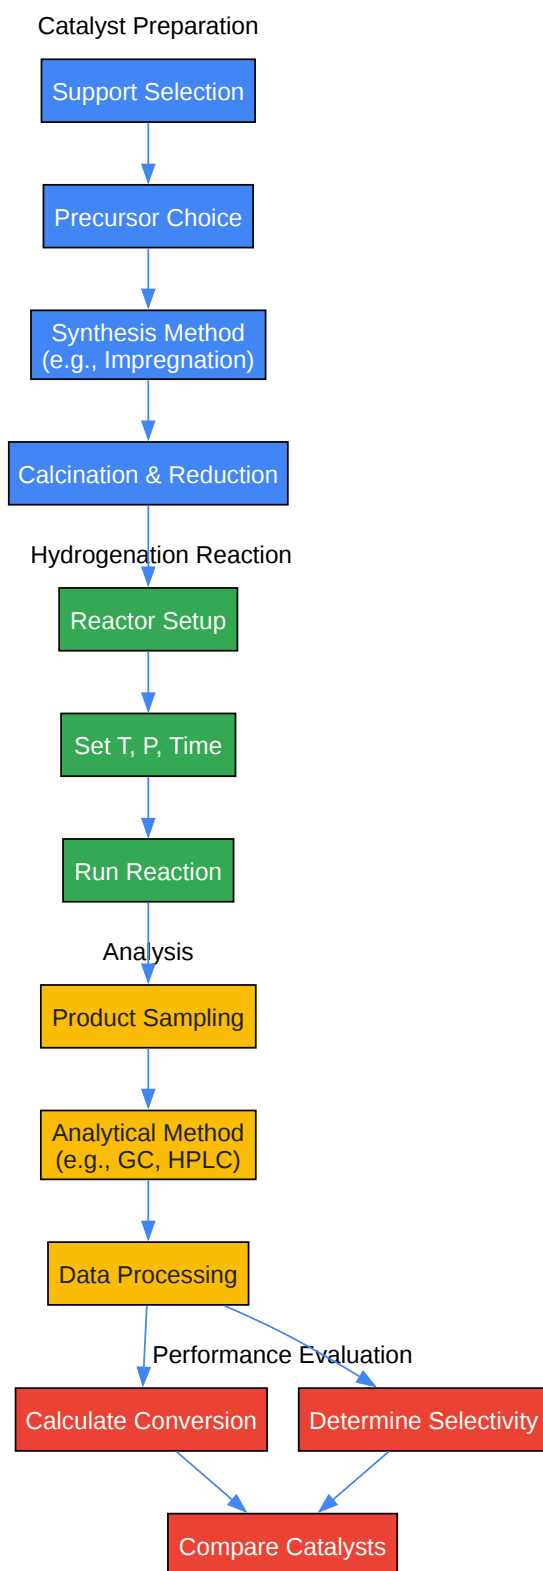 Catalyst Preparation
Support Selection
Precursor Choice
Synthesis Method
(e.g., Impregnation)
Calcination & Reduction
Hydrogenation Reaction
Reactor Setup
Set T, P, Time
Run Reaction
Analysis
Product Sampling
Analytical Method
(e.g., GC, HPLC)
Data Processing
Performance Evaluation
Calculate Conversion
Determine Selectivity
Compare Catalysts